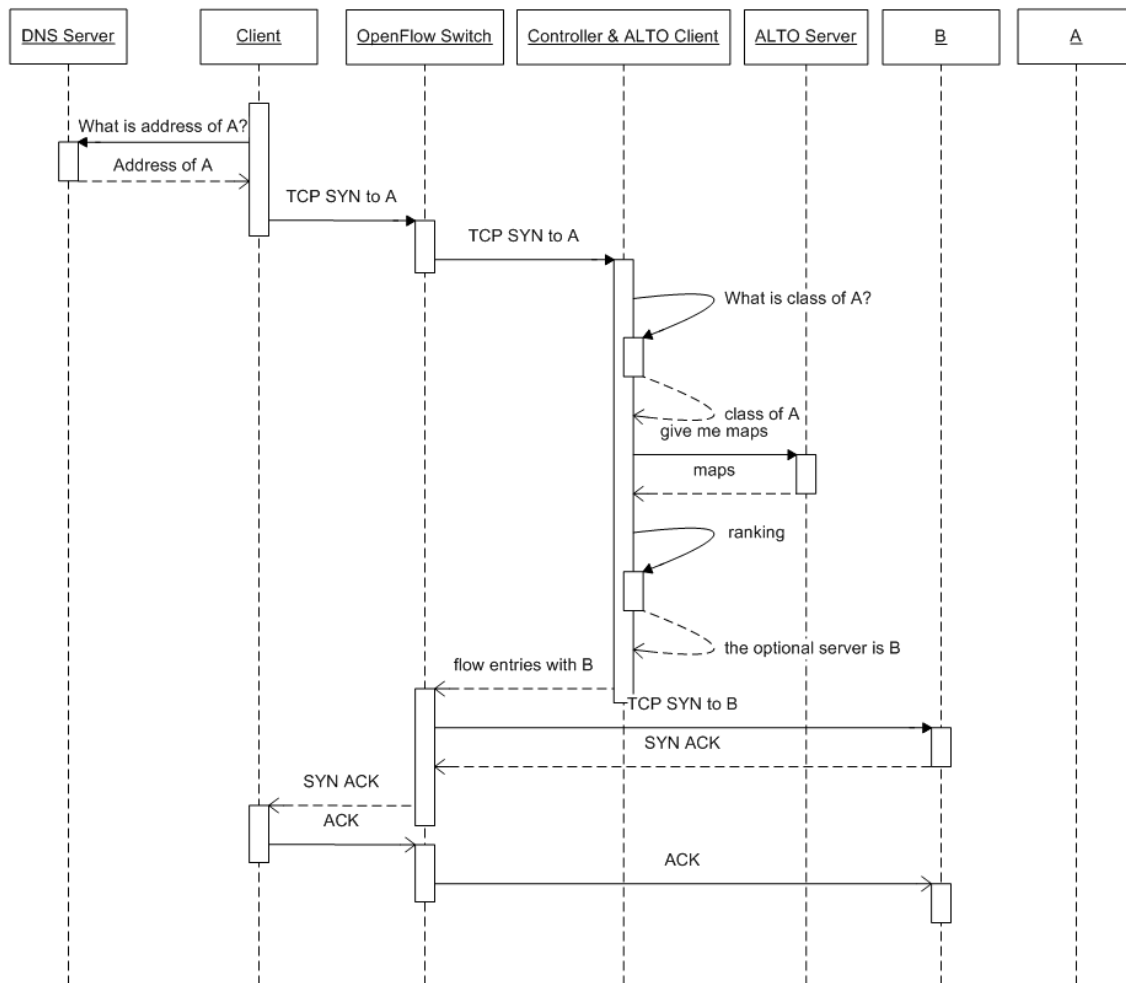 DNS Server
Client
OpenFlow Switch
Controller & ALTO Client
ALTO Server
B
A
What is address of A?
Address of A
TCP SYN to A
TCP SYN to A
What is class of A?
class of A
give me maps
maps
ranking
the optional server is B
flow entries with B
TCP SYN to B
SYN ACK
SYN ACK
ACK
ACK